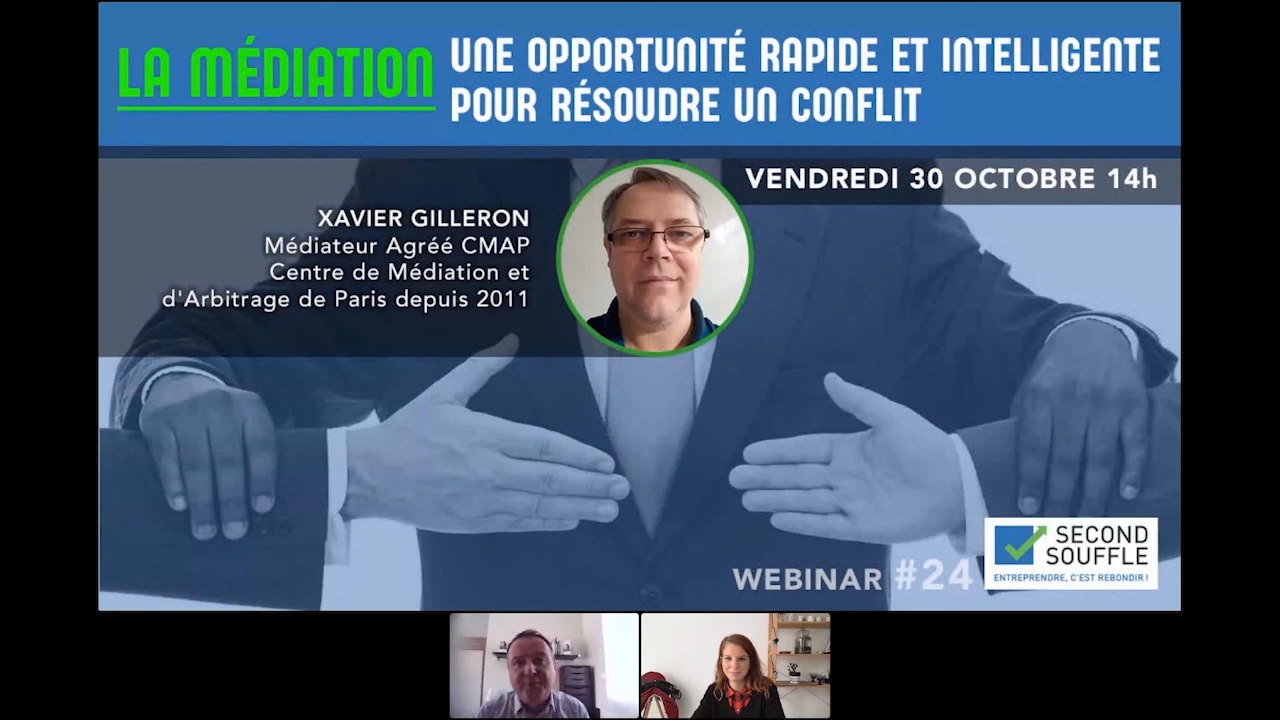 LA MÉDIATION
UNE OPPORTUNITÉ RAPIDE ET INTELLIGENTE
POUR RÉSOUDRE UN CONFLIT
VENDREDI 30 OCTOBRE 14h
XAVIER GILLERON
Médiateur Agréé CMAP
Centre de Médiation et
d'Arbitrage de Paris depuis 2011
WEBINAR #24
SECOND
SOUFFLE
ENTREPRENDRE, C'EST REBONDIR !